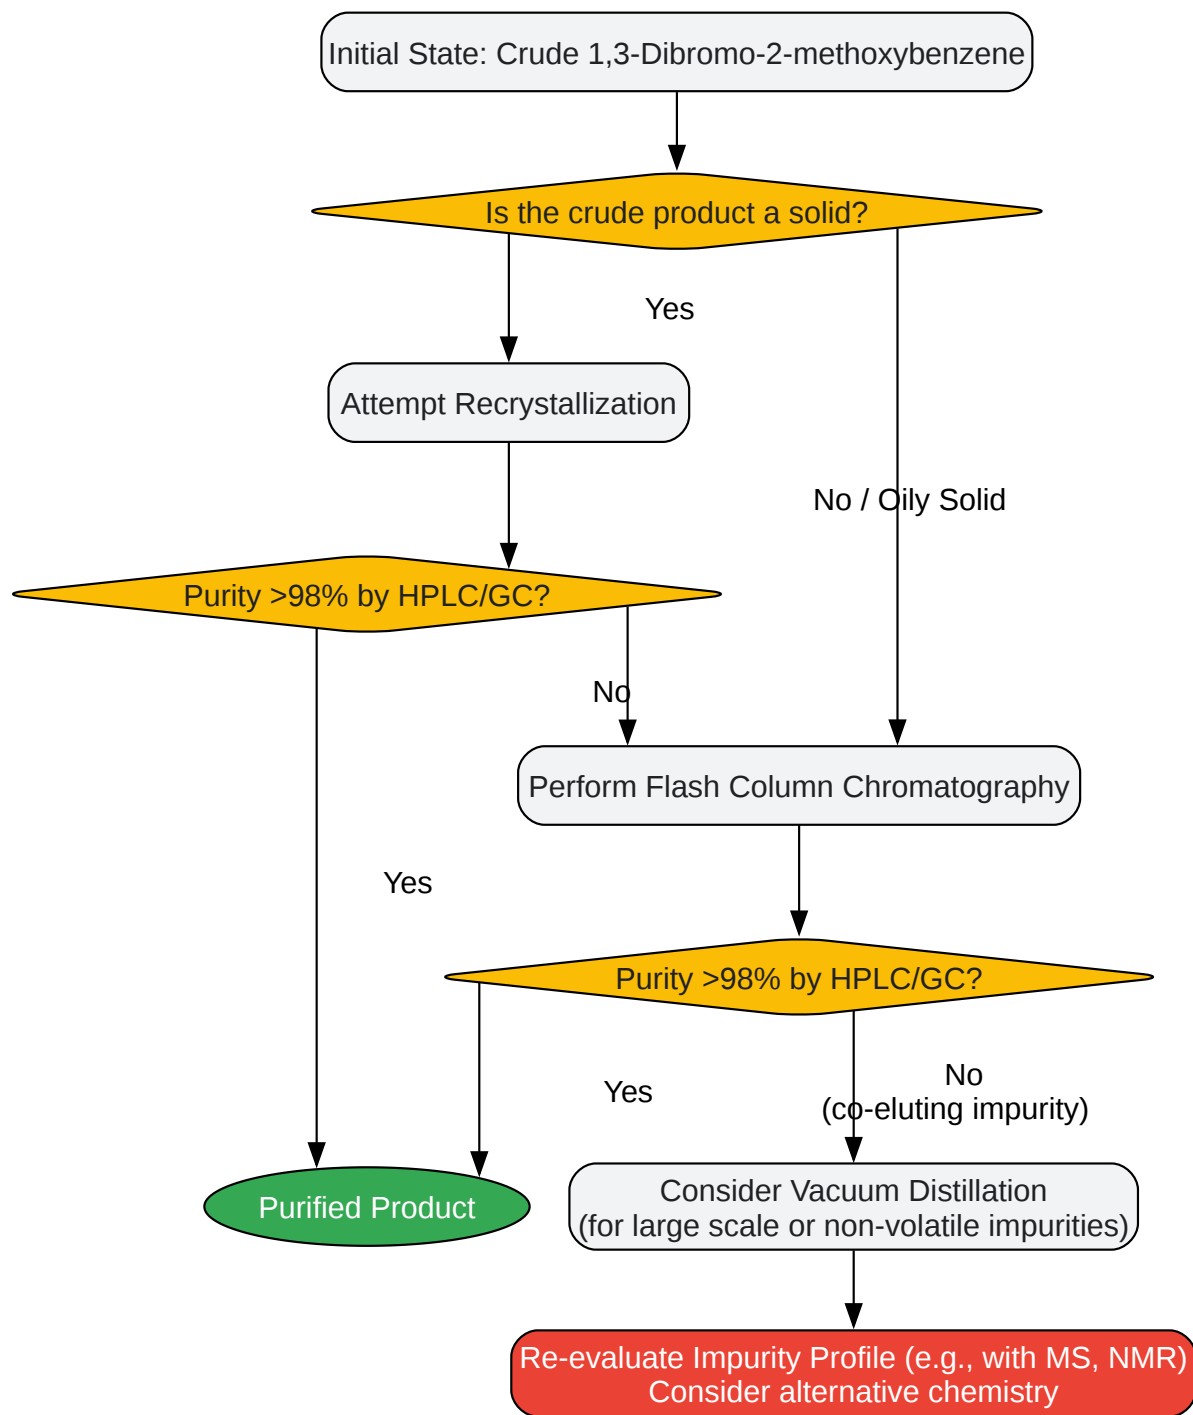 Initial State: Crude 1,3-Dibromo-2-methoxybenzene
Is the crude product a solid?
Yes
Attempt Recrystallization
No / Oily Solid
Purity >98% by HPLC/GC?
No
Perform Flash Column Chromatography
Yes
Purity >98% by HPLC/GC?
No
(co-eluting impurity)
Yes
Consider Vacuum Distillation
(for large scale or non-volatile impurities)
Purified Product
Re-evaluate Impurity Profile (e.g., with MS, NMR)
Consider alternative chemistry